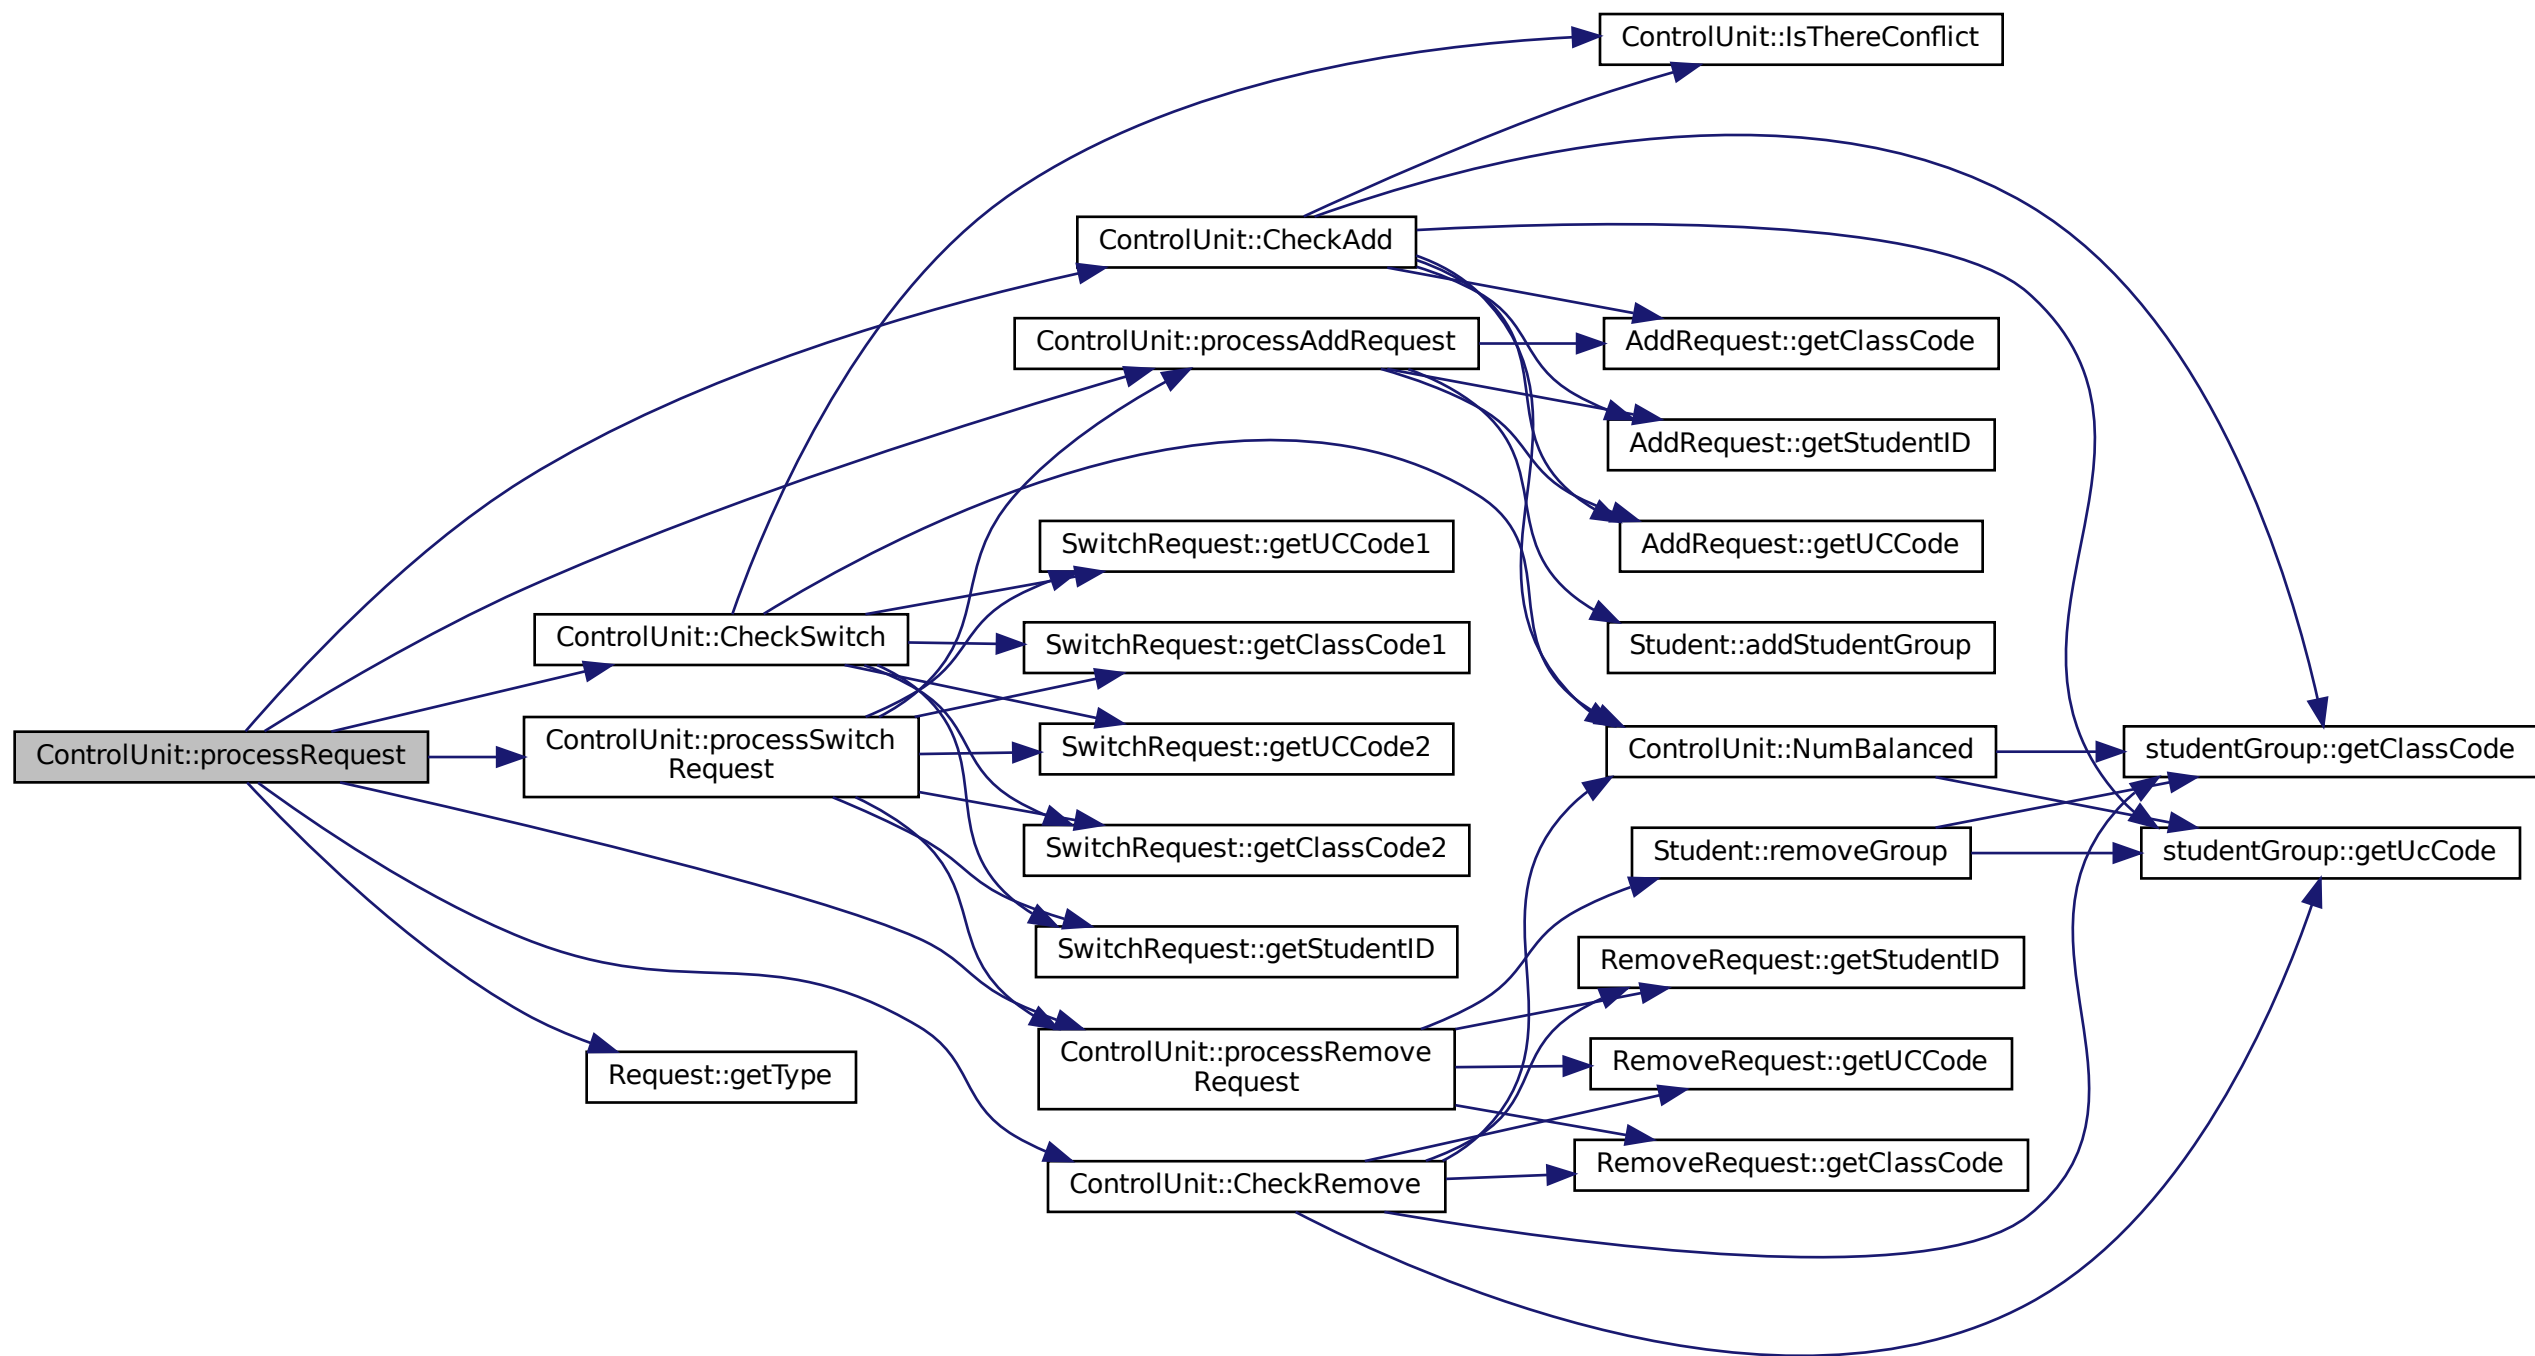 ControlUnit::processRequest
ControlUnit::CheckSwitch
ControlUnit::processSwitch
Request
Request::getType
ControlUnit::CheckAdd
ControlUnit::processAddRequest
SwitchRequest::getUCCode1
SwitchRequest::getClassCode1
SwitchRequest::getUCCode2
SwitchRequest::getClassCode2
SwitchRequest::getStudentID
ControlUnit::processRemove
Request
ControlUnit::CheckRemove
ControlUnit::IsThereConflict
AddRequest::getClassCode
AddRequest::getStudentID
AddRequest::getUCCode
Student::addStudentGroup
ControlUnit::NumBalanced
Student::removeGroup
RemoveRequest::getStudentID
RemoveRequest::getUCCode
RemoveRequest::getClassCode
studentGroup::getClassCode
studentGroup::getUcCode